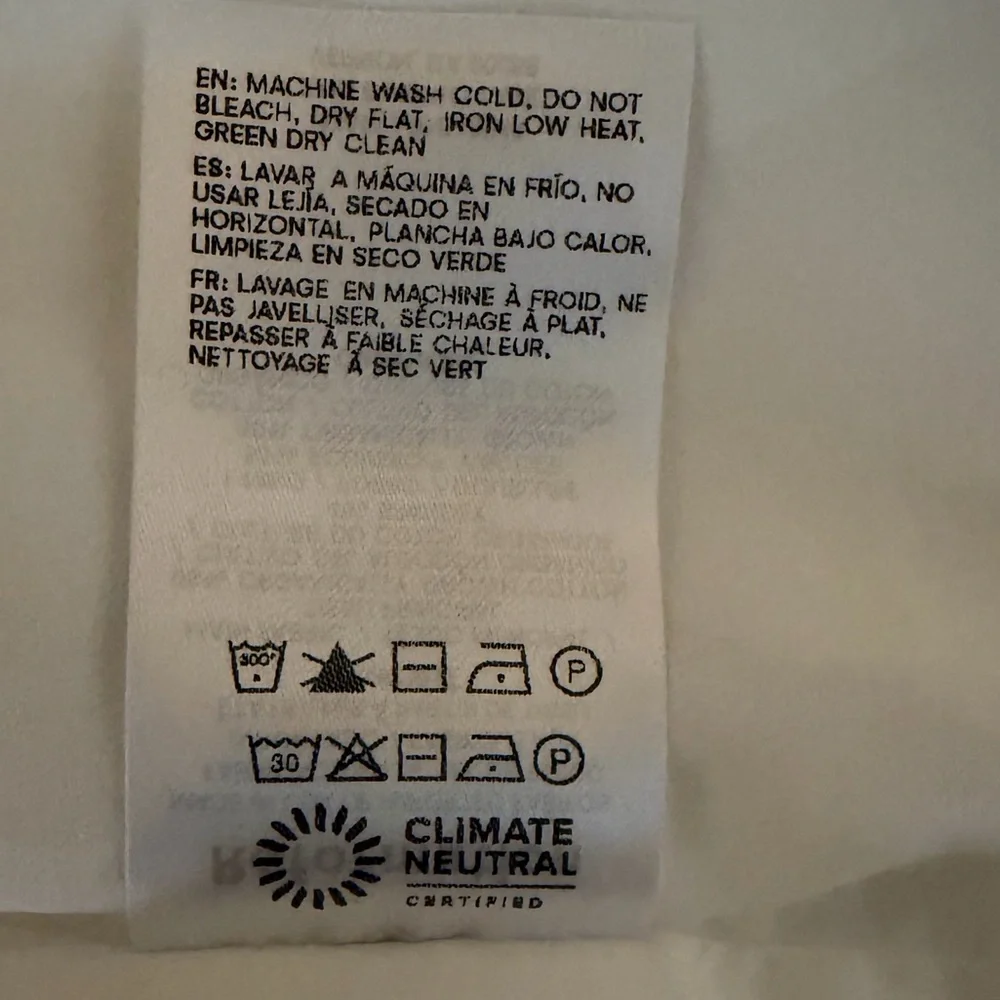 EN: MACHINE WASH COLD, DO NOT
BLEACH, DRY FLAT, IRON LOW HEAT,
GREEN DRY CLEAN
ES: LAVAR A MÁQUINA EN FRÍO, NO
USAR LEJÍA, SECADO EN
HORIZONTAL, PLANCHA BAJO CALOR,
LIMPIEZA EN SECO VERDE
FR: LAVAGE EN MACHINE À FROID, NE
PAS JAVELLISER, SÉCHAGE À PLAT,
REPASSER À FAIBLE CHALEUR,
NETTOYAGE À SEC VERT
P
30 P
CLIMATE
NEUTRAL
CERTIFIED